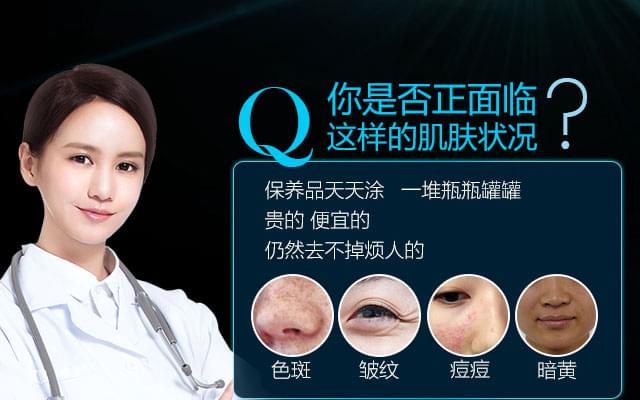 Q
你是否正面临
这样的肌肤状况
？
保养品天天涂 一堆瓶瓶罐罐
贵的 便宜的
仍然去不掉烦人的
色斑 皱纹 痘痘 暗黄